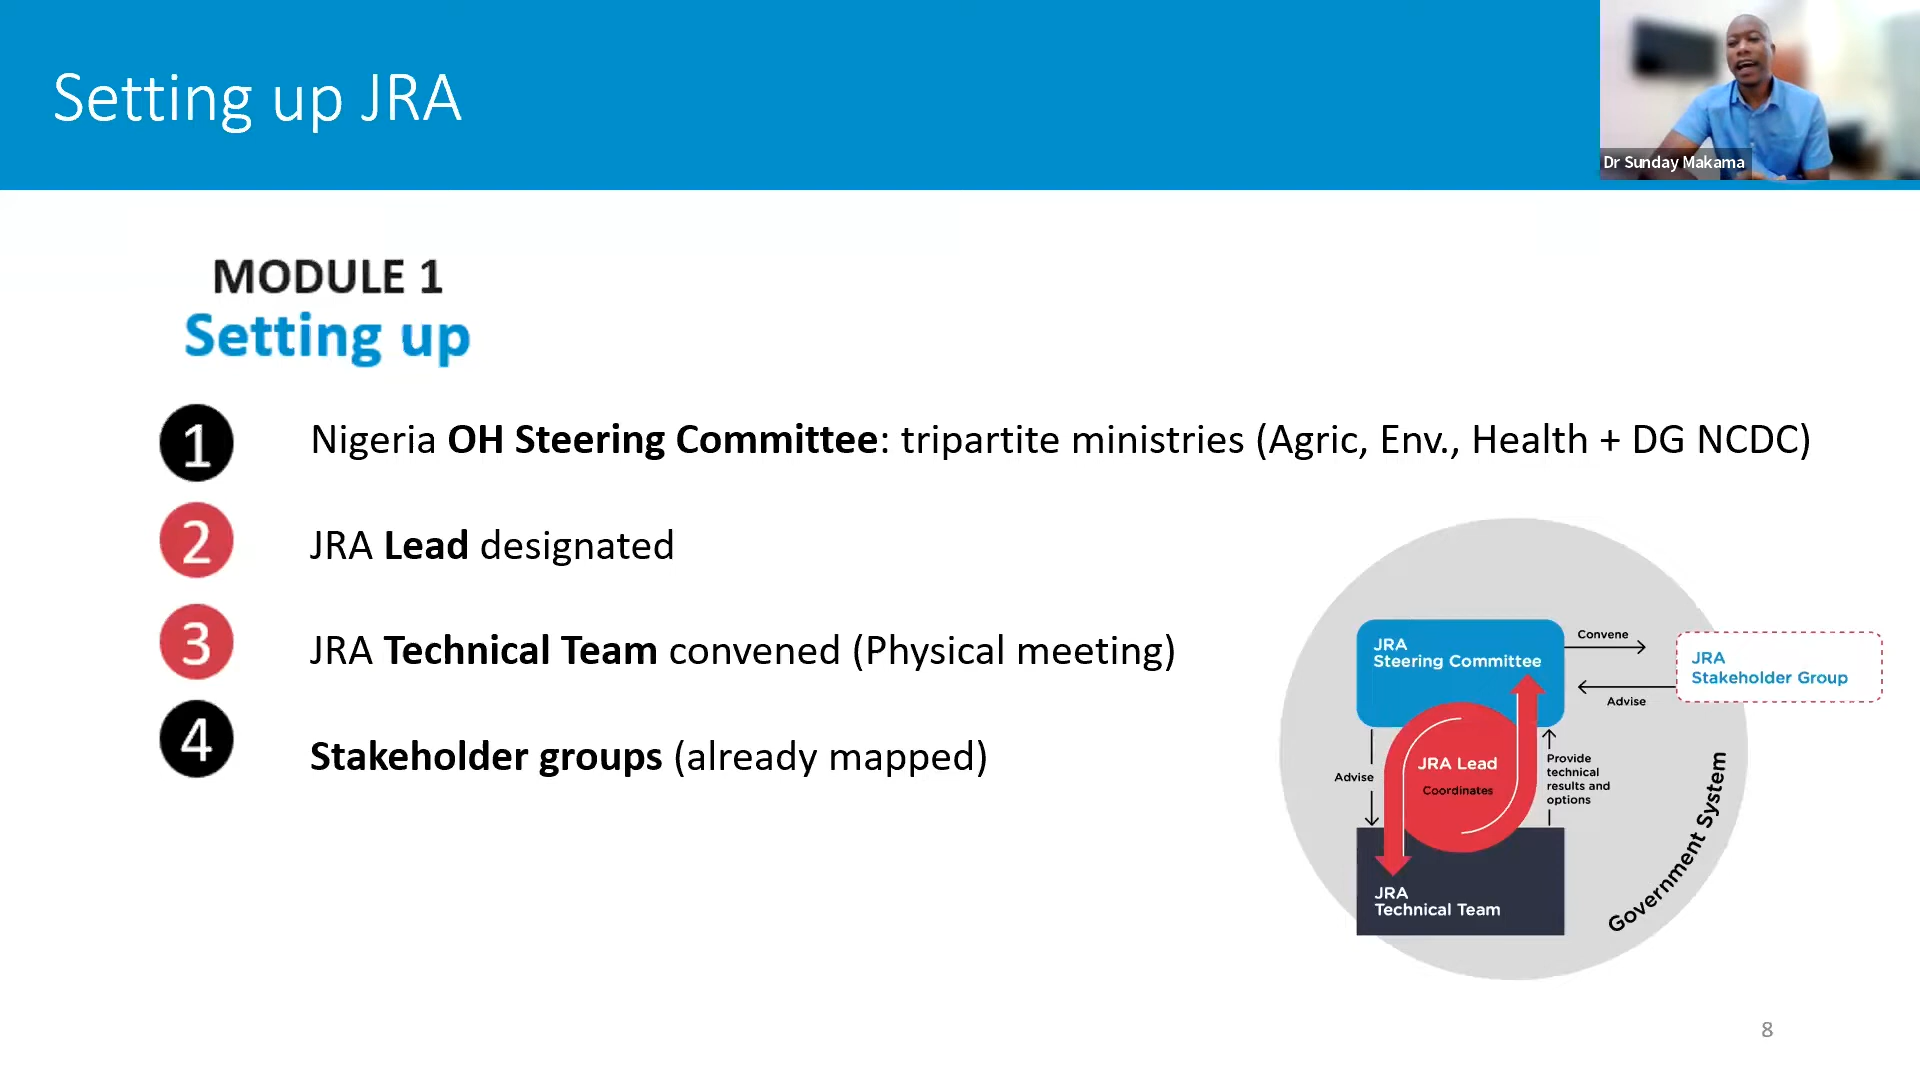 Setting up JRA
Dr Sunday Makama
MODULE 1
Setting up
1 Nigeria OH Steering Committee: tripartite ministries (Agric, Env., Health + DG NCDC)
2 JRA Lead designated
3 JRA Technical Team convened (Physical meeting)
4 Stakeholder groups (already mapped)
JRA
Steering Committee
Convene
JRA
Stakeholder Group
Advise
JRA Lead
Coordinates
Advise
Provide
technical
results and
options
JRA
Technical Team
Government System
8